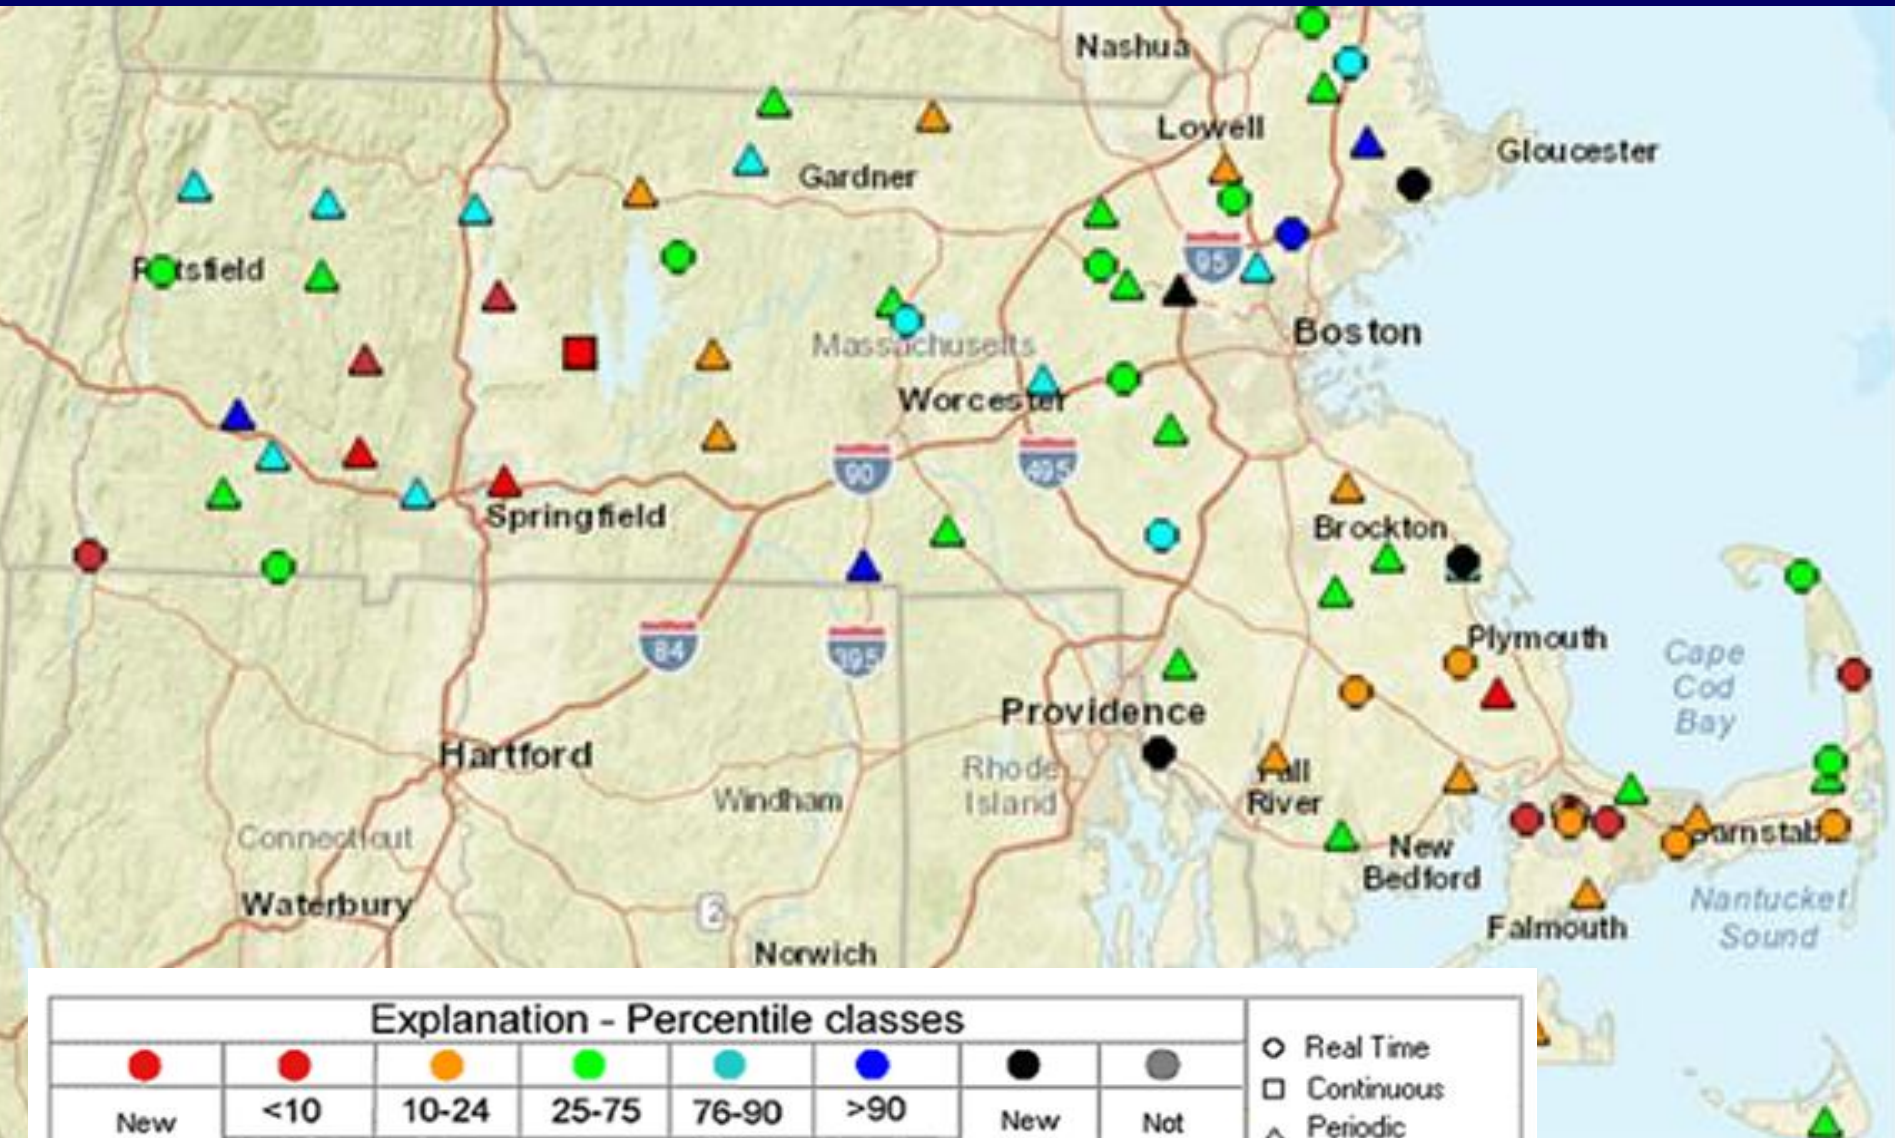 Nashua
Lowell
Gloucester
Gardner
95
Pittsfield
Boston
Massachusetts
Worcester
90
495
Springfield
Brockton
84
395
Plymouth
Cape
Cod
Bay
Providence
Hartford
Rhode
Island
Windham
Fall
River
Connecticut
Barnstable
New
Bedford
Waterbury
2
Nantucket
Sound
Falmouth
Norwich
Explanation - Percentile classes
New
<10
10-24
25-75
76-90
>90
New
Not
Real Time
Continuous
Periodic